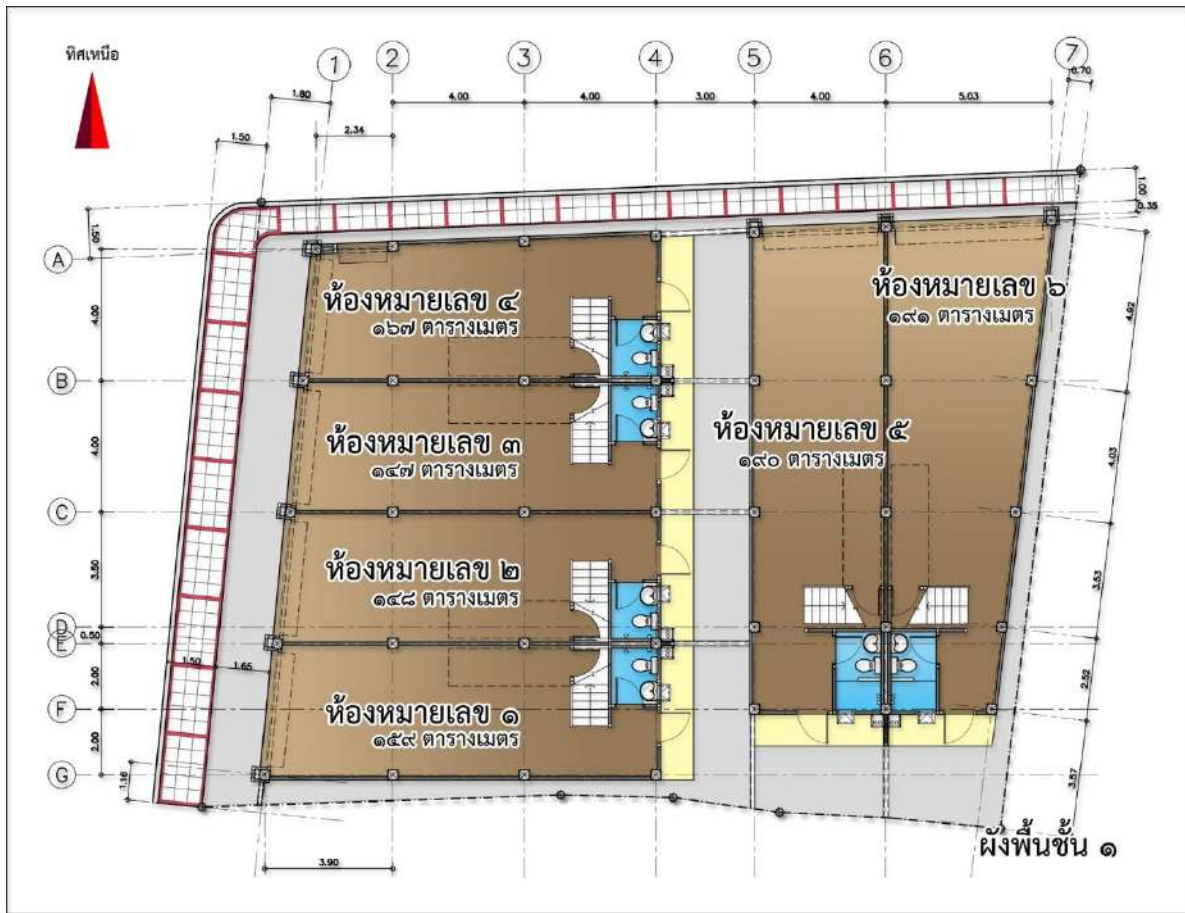 ทิศเหนือ
1
2
3
4
5
6
7
0.70
1.80
4.00
4.00
3.00
4.00
5.03
2.34
1.50
1.00
0.35
1.50
A
ห้องหมายเลข ๔
๑๖๗ ตารางเมตร
ห้องหมายเลข ๖
๑๙๑ ตารางเมตร
4.00
4.92
B
ห้องหมายเลข ๓
๑๔๗ ตารางเมตร
ห้องหมายเลข ๕
๑๙๐ ตารางเมตร
4.00
4.03
C
ห้องหมายเลข ๒
๑๔๘ ตารางเมตร
3.50
3.53
D
E
1.50
1.65
2.00
2.52
F
ห้องหมายเลข ๑
๑๕๙ ตารางเมตร
2.00
G
1.16
3.57
3.90
ผังพื้นชั้น ๑